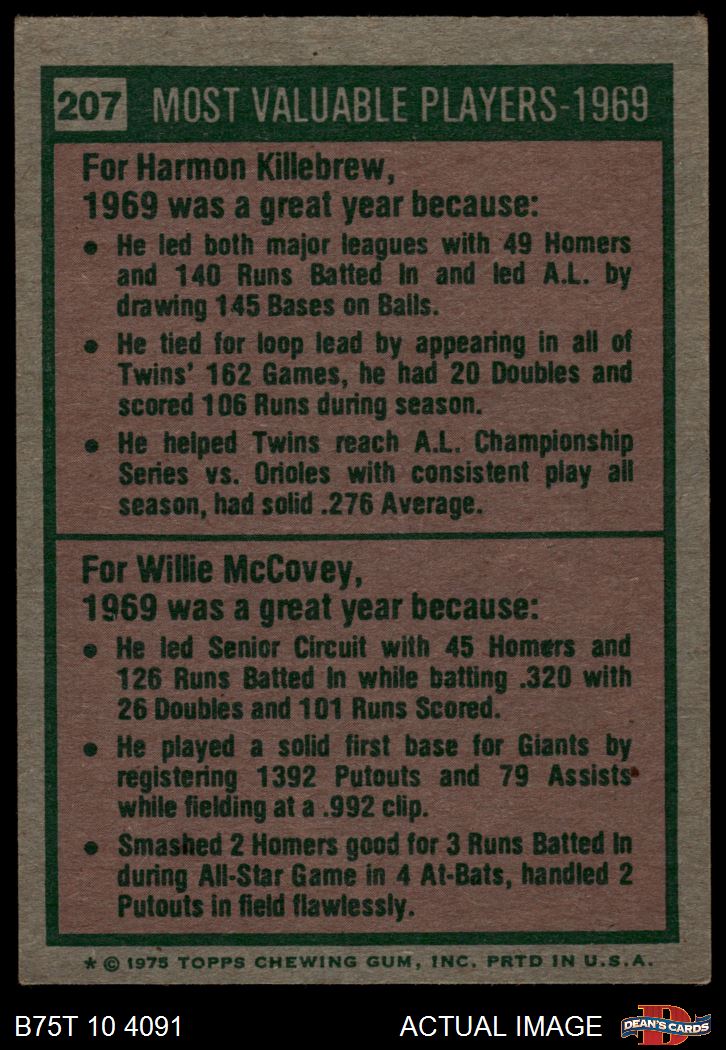 207 MOST VALUABLE PLAYERS-1969
For Harmon Killebrew,
1969 was a great year because:
• He led both major leagues with 49 Homers
and 140 Runs Batted In and led A.L. by
drawing 145 Bases on Balls.
• He tied for loop lead by appearing in all of
Twins' 162 Games, he had 20 Doubles and
scored 106 Runs during season.
• He helped Twins reach A.L. Championship
Series vs. Orioles with consistent play all
season, had solid .276 Average.
For Willie McCovey,
1969 was a great year because:
• He led Senior Circuit with 45 Homers and
126 Runs Batted In while batting .320 with
26 Doubles and 101 Runs Scored.
• He played a solid first base for Giants by
registering 1392 Putouts and 79 Assists
while fielding at a .992 clip.
• Smashed 2 Homers good for 3 Runs Batted In
during All-Star Game in 4 At-Bats, handled 2
Putouts in field flawlessly.
* © 1975 TOPPS CHEWING GUM, INC. PRTD IN U.S.A.
B75T 10 4091 ACTUAL IMAGE D DEAN'S CARDS